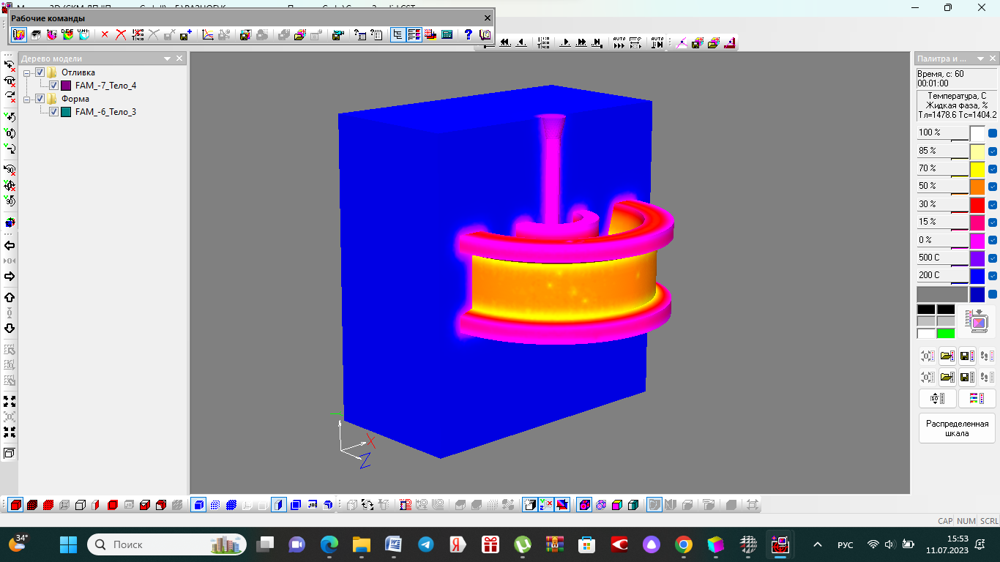 Рабочие команды
AUTO
AUTO
Дерево модели
Отливка
FAM_-7_Тело_4
Форма
FAM_-6_Тело_3
Палитра и ...
Время, с: 60
00:01:00
Температура, С
Жидкая фаза, %
Тл=1478.6 Тс=1404.2
100 %
85 %
70 %
50 %
30 %
15 %
0 %
500 C
200 C
Распределенная
шкала
X
Z
CAP NUM SCRL
34°
Поиск
РУС
15:53
11.07.2023